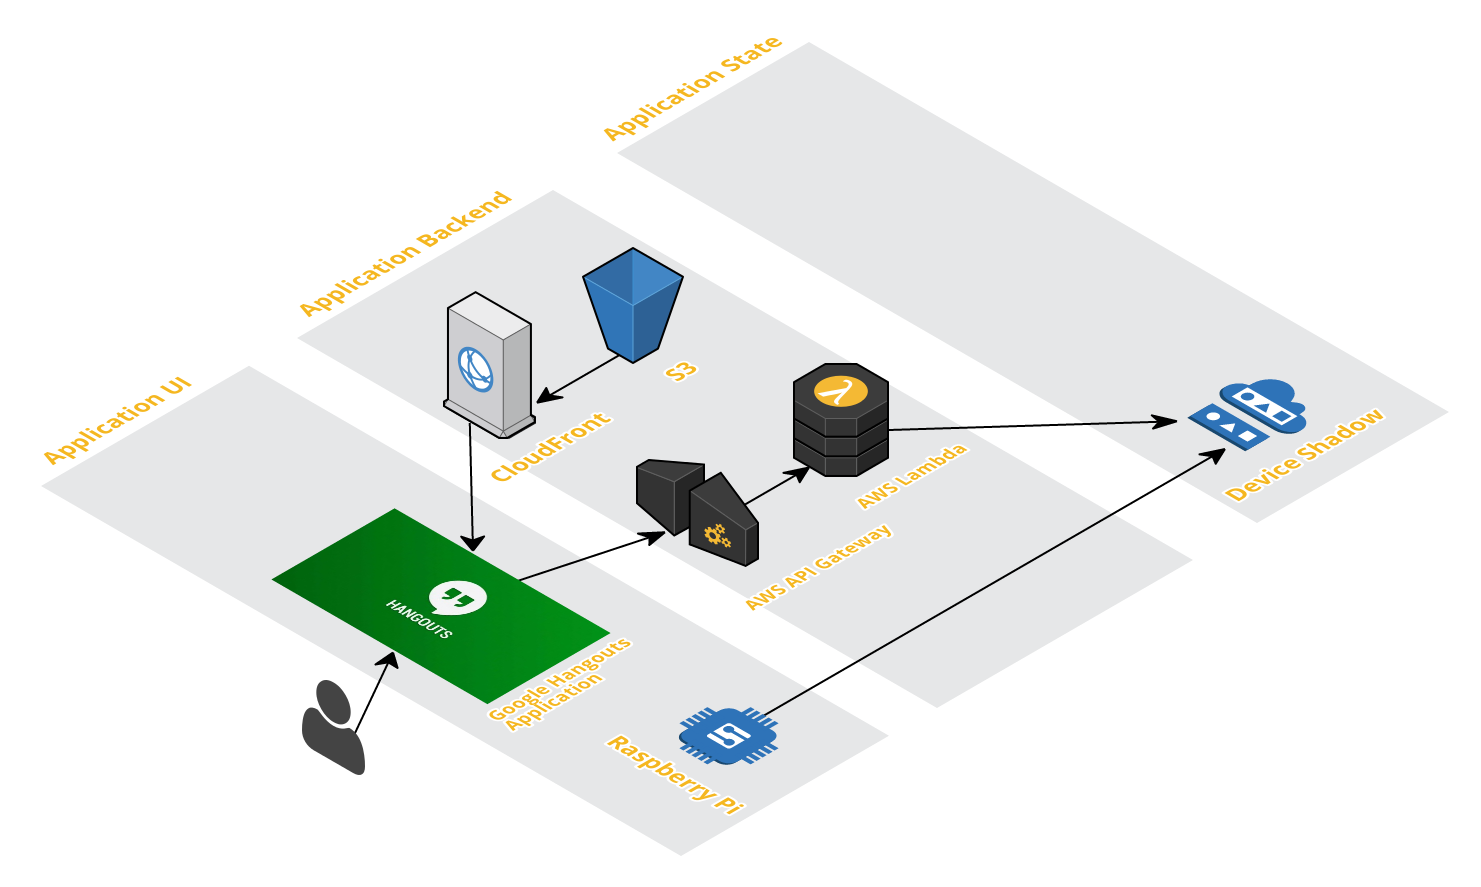 Application State
Application Backend
Application UI
S3
CloudFront
AWS Lambda
AWS API Gateway
Device Shadow
HANGOUTS
Google Hangouts
Application
Raspberry Pi